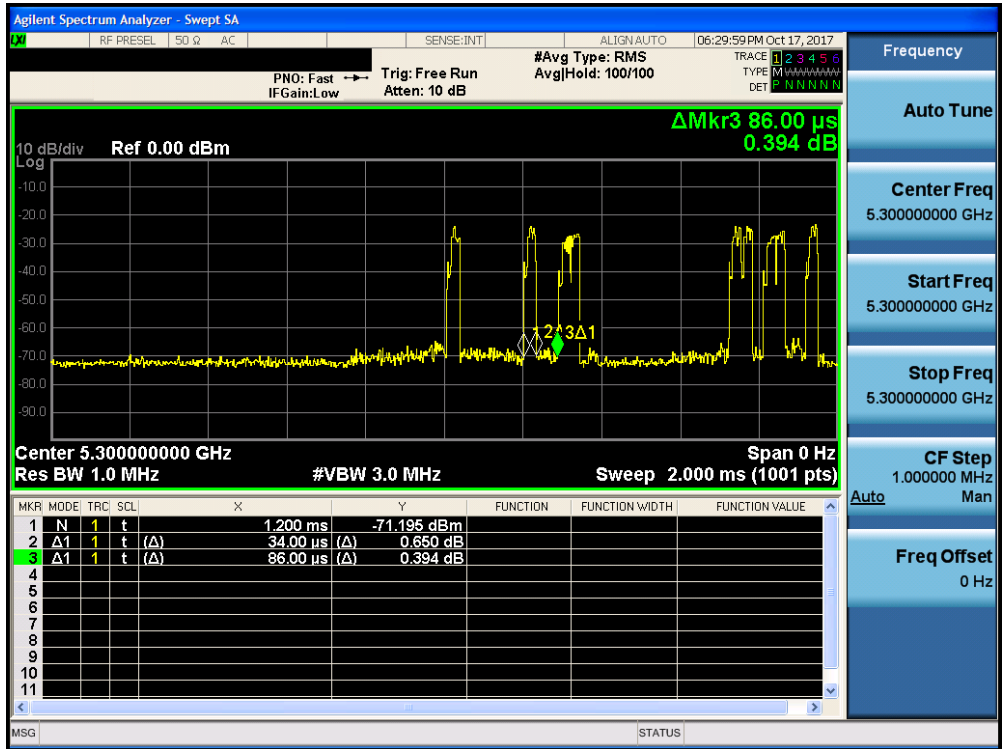 Agilent Spectrum Analyzer - Swept SA
LXI RF PRESEL 50 Ω AC SENSE:INT ALIGN AUTO 06:29:59 PM Oct 17, 2017
PNO: Fast
IFGain:Low
Trig: Free Run
Atten: 10 dB
#Avg Type: RMS
Avg|Hold: 100/100
TRACE 1 2 3 4 5 6
TYPE M WWWWW
DET P N N N N N
ΔMkr3 86.00 µs
0.394 dB
10 dB/div Ref 0.00 dBm
Log
-10.0
-20.0
-30.0
-40.0
-50.0
-60.0
-70.0
-80.0
-90.0
2Δ3Δ1
Center 5.300000000 GHz Span 0 Hz
Res BW 1.0 MHz #VBW 3.0 MHz Sweep 2.000 ms (1001 pts)
MKR MODE TRC SCL X Y FUNCTION FUNCTION WIDTH FUNCTION VALUE
1 N 1 t 1.200 ms -71.195 dBm
2 Δ1 1 t (Δ) 34.00 µs (Δ) 0.650 dB
3 Δ1 1 t (Δ) 86.00 µs (Δ) 0.394 dB
4
5
6
7
8
9
10
11
MSG STATUS
Frequency
Auto Tune
Center Freq
5.300000000 GHz
Start Freq
5.300000000 GHz
Stop Freq
5.300000000 GHz
CF Step
1.000000 MHz
Auto Man
Freq Offset
0 Hz